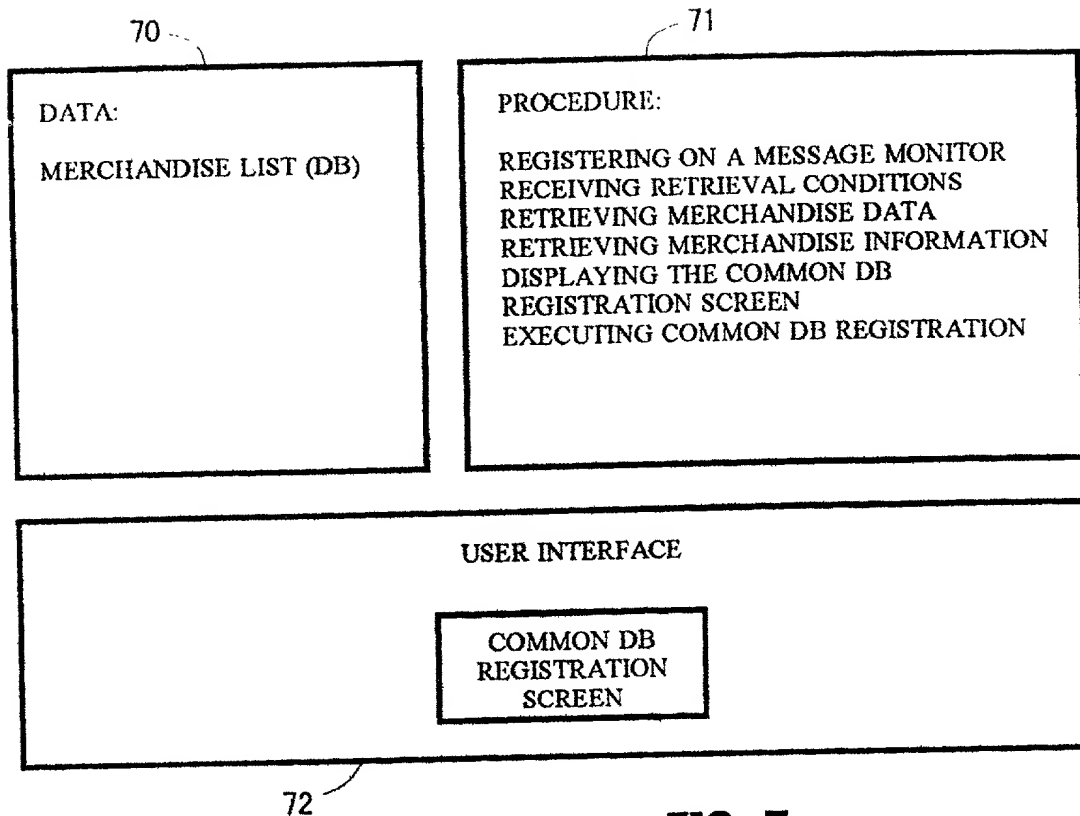 70
71
DATA:
MERCHANDISE LIST (DB)
PROCEDURE:
REGISTERING ON A MESSAGE MONITOR
RECEIVING RETRIEVAL CONDITIONS
RETRIEVING MERCHANDISE DATA
RETRIEVING MERCHANDISE INFORMATION
DISPLAYING THE COMMON DB
REGISTRATION SCREEN
EXECUTING COMMON DB REGISTRATION
USER INTERFACE
COMMON DB
REGISTRATION
SCREEN
72